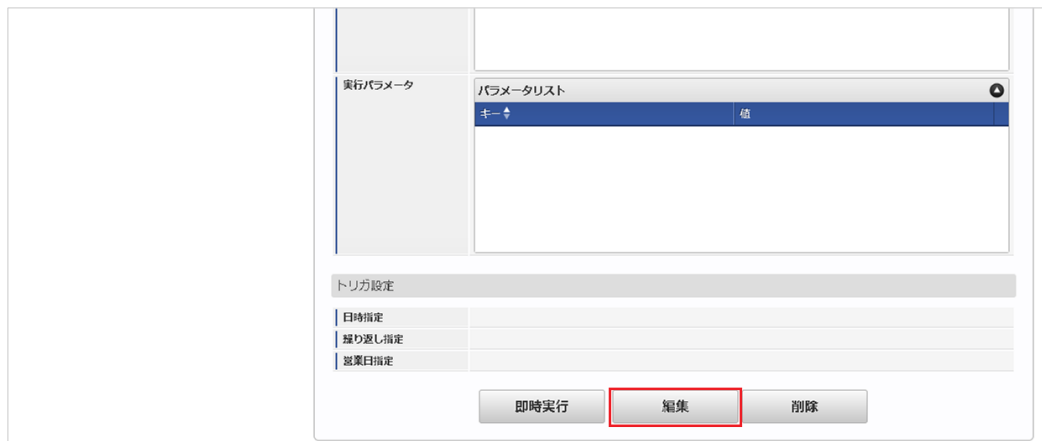 実行パラメータ
パラメータリスト
キー 値
トリガ設定
日時指定
繰り返し指定
営業日指定
即時実行 編集 削除